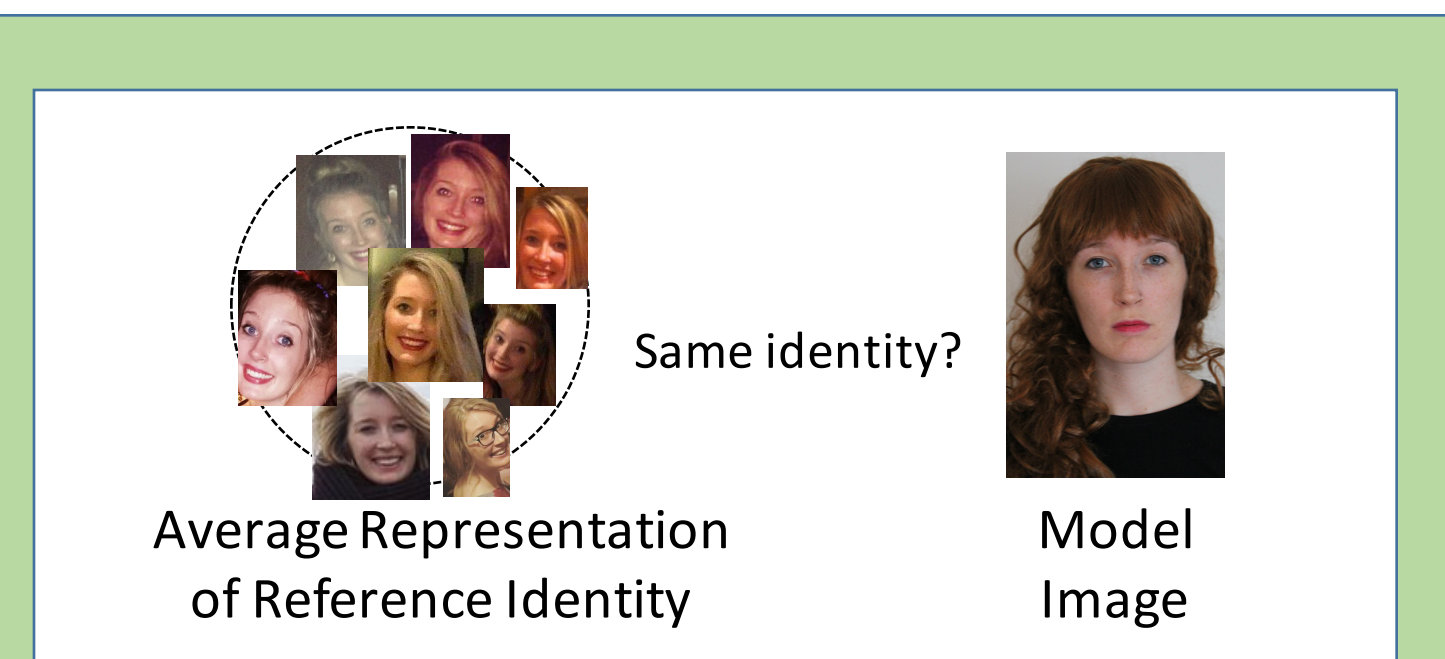 Same identity?
Average Representation
of Reference Identity
Model
Image